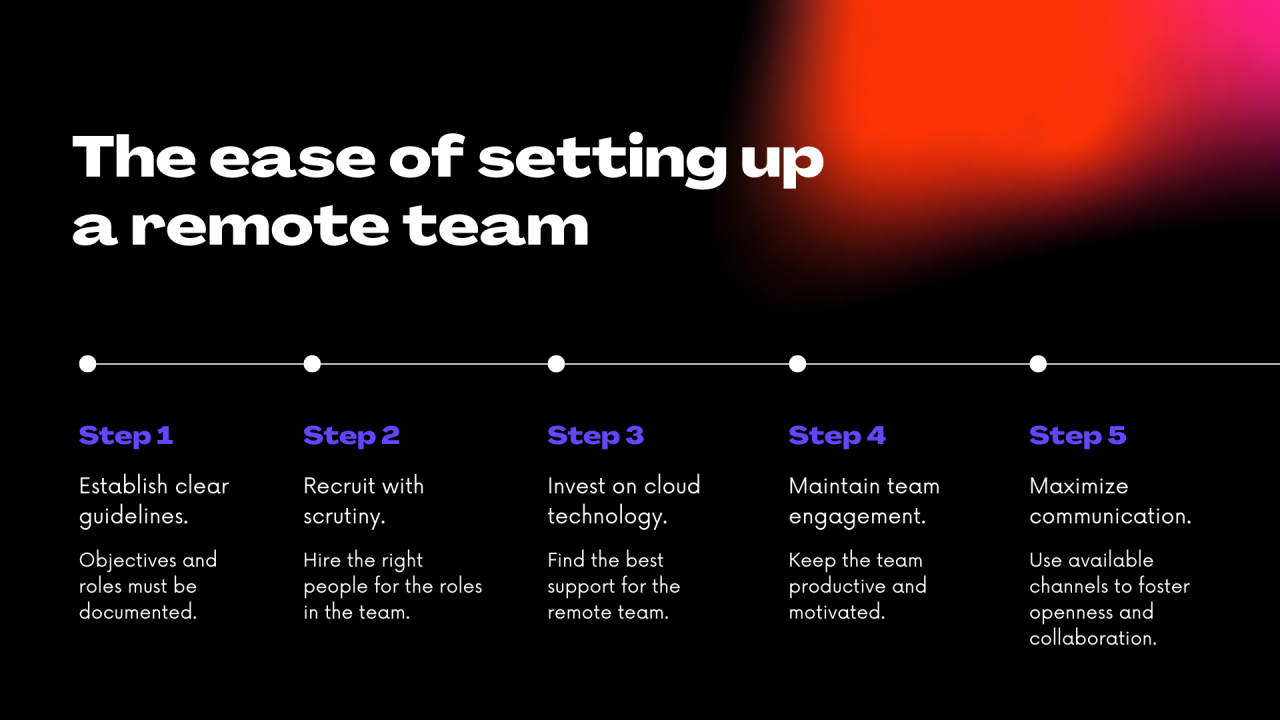 The ease of setting up
a remote team
Step 1
Establish clear
guidelines.
Objectives and
roles must be
documented.
Step 2
Recruit with
scrutiny.
Hire the right
people for the roles
in the team.
Step 3
Invest on cloud
technology.
Find the best
support for the
remote team.
Step 4
Maintain team
engagement.
Keep the team
productive and
motivated.
Step 5
Maximize
communication.
Use available
channels to foster
openness and
collaboration.